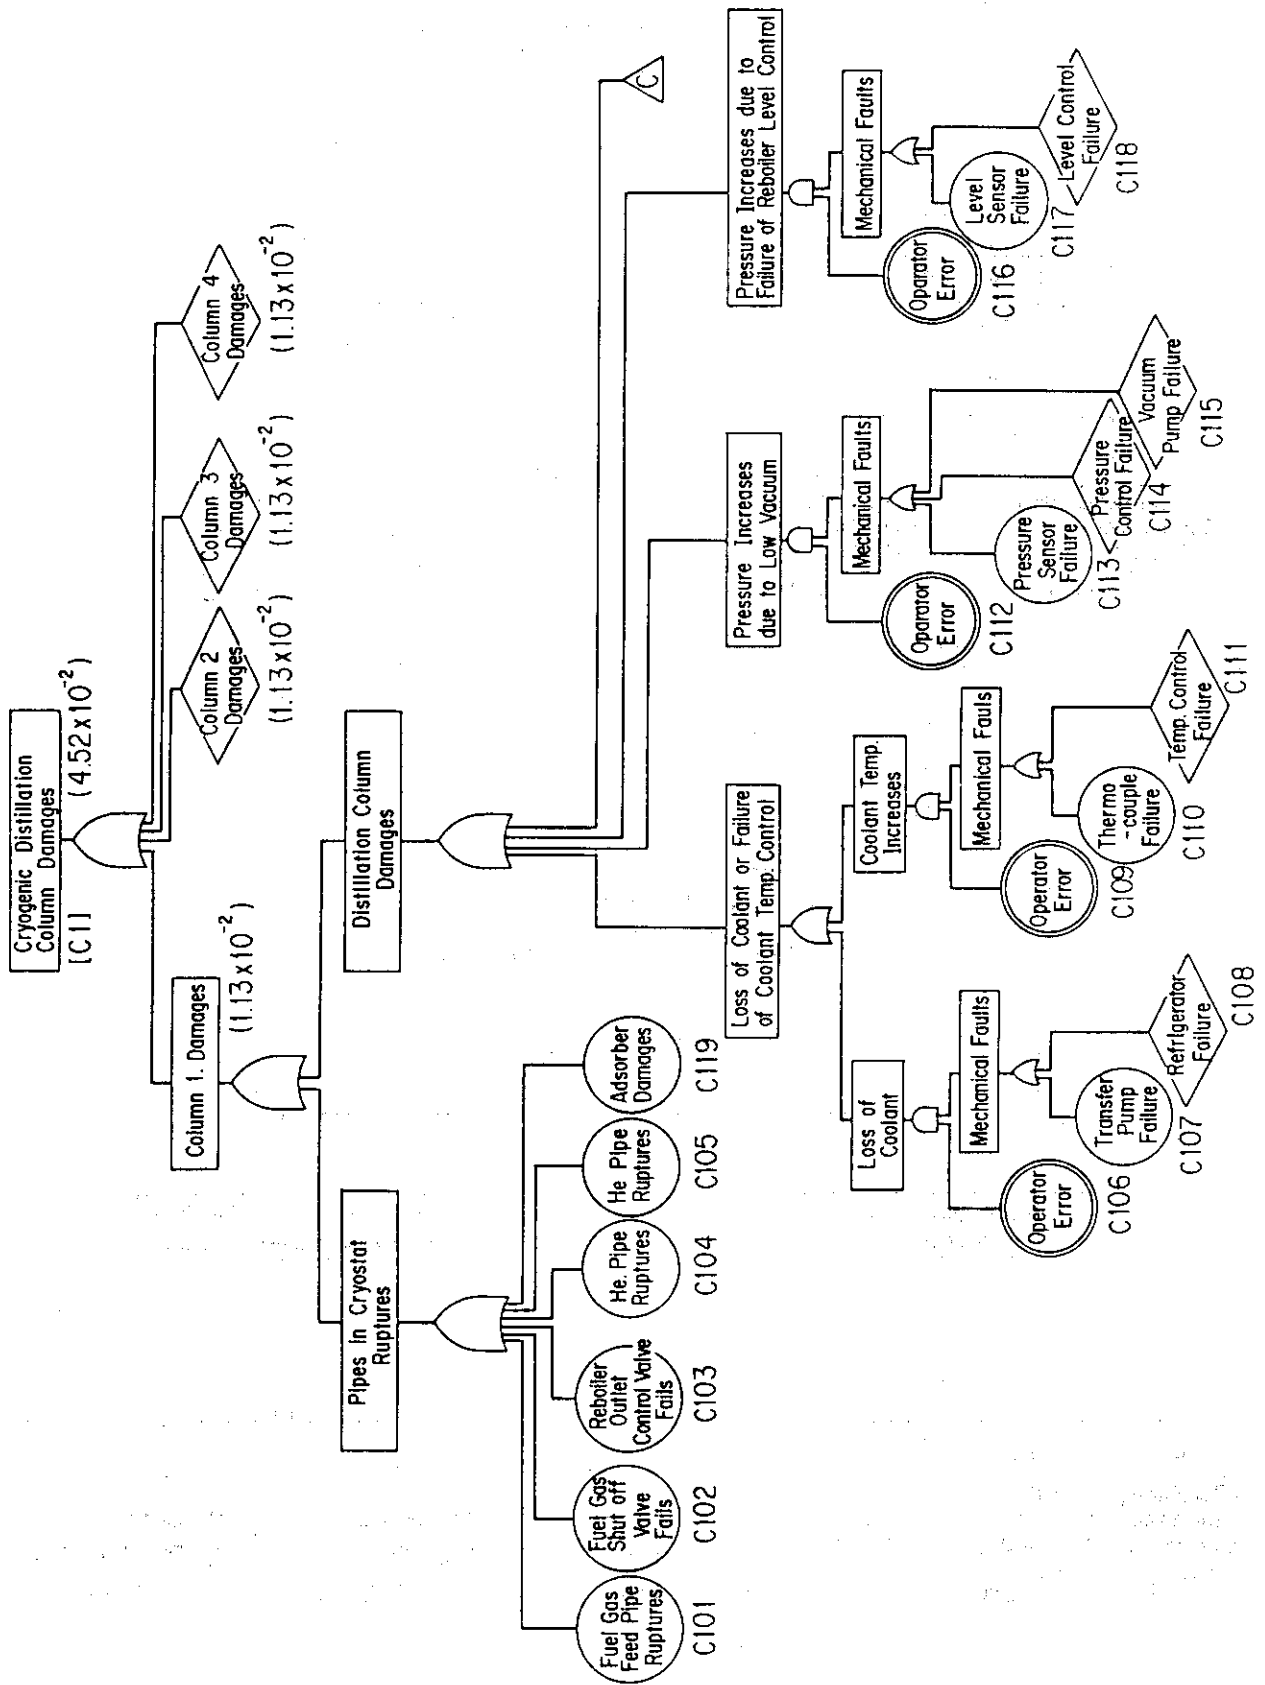 Cryogenic Distillation
Column Damages
[C1]
(4.52x10⁻²)
Column 1. Damages
(1.13x10⁻²)
Column 2
Damages
(1.13x10⁻²)
Column 3
Damages
(1.13x10⁻²)
Column 4
Damages
(1.13x10⁻²)
Pipes In Cryostat
Ruptures
Distillation Column
Damages
Fuel Gas
Feed Pipe
Ruptures
C101
Fuel Gas
Shut off
Valve
Fails
C102
Reboiler
Outlet
Control Valve
Fails
C103
He. Pipe
Ruptures
C104
He Pipe
Ruptures
C105
Adsorber
Damages
C119
C
Loss of Coolant or Failure
of Coolant Temp. Control
Pressure Increases
due to Low Vacuum
Pressure Increases due to
Failure of Reboiler Level Control
Loss of
Coolant
Coolant Temp.
Increases
Operator
Error
C106
Mechanical Faults
Transfer
Pump
Failure
C107
Refrigerator
Failure
C108
Operator
Error
C109
Mechanical Fauls
Thermo
-couple
Failure
C110
Temp. Control
Failure
C111
Oparator
Error
C112
Mechanical Faults
Pressure
Sensor
Failure
C113
Pressure
Control Failure
C114
Vacuum
Pump Failure
C115
Oparator
Error
C116
Mechanical Faults
Level
Sensor
Failure
C117
Level Control
Failure
C118